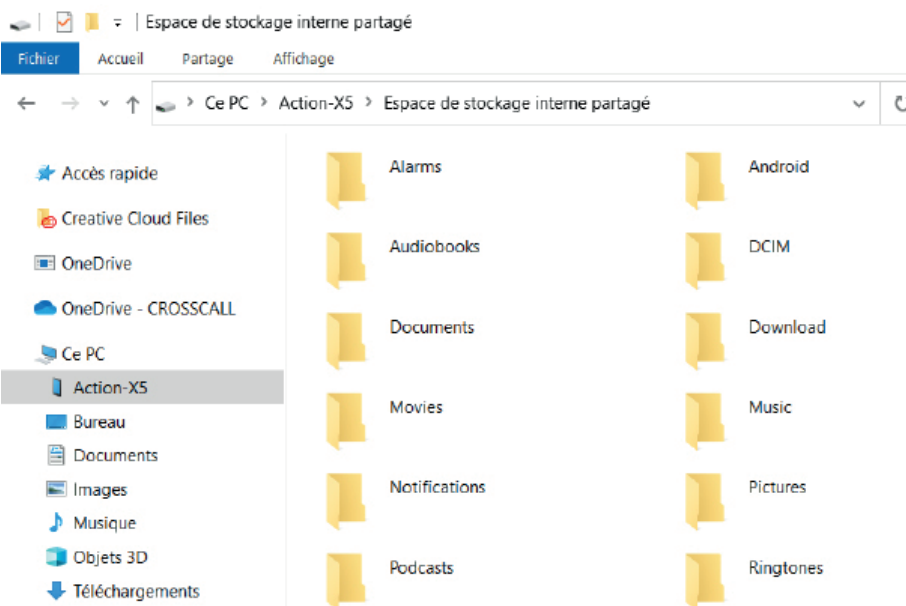 Espace de stockage interne partagé
Fichier Accueil Partage Affichage
Ce PC > Action-X5 > Espace de stockage interne partagé
Accès rapide
Creative Cloud Files
OneDrive
OneDrive - CROSSCALL
Ce PC
Action-X5
Bureau
Documents
Images
Musique
Objets 3D
Téléchargements
Alarms Android
Audiobooks DCIM
Documents Download
Movies Music
Notifications Pictures
Podcasts Ringtones